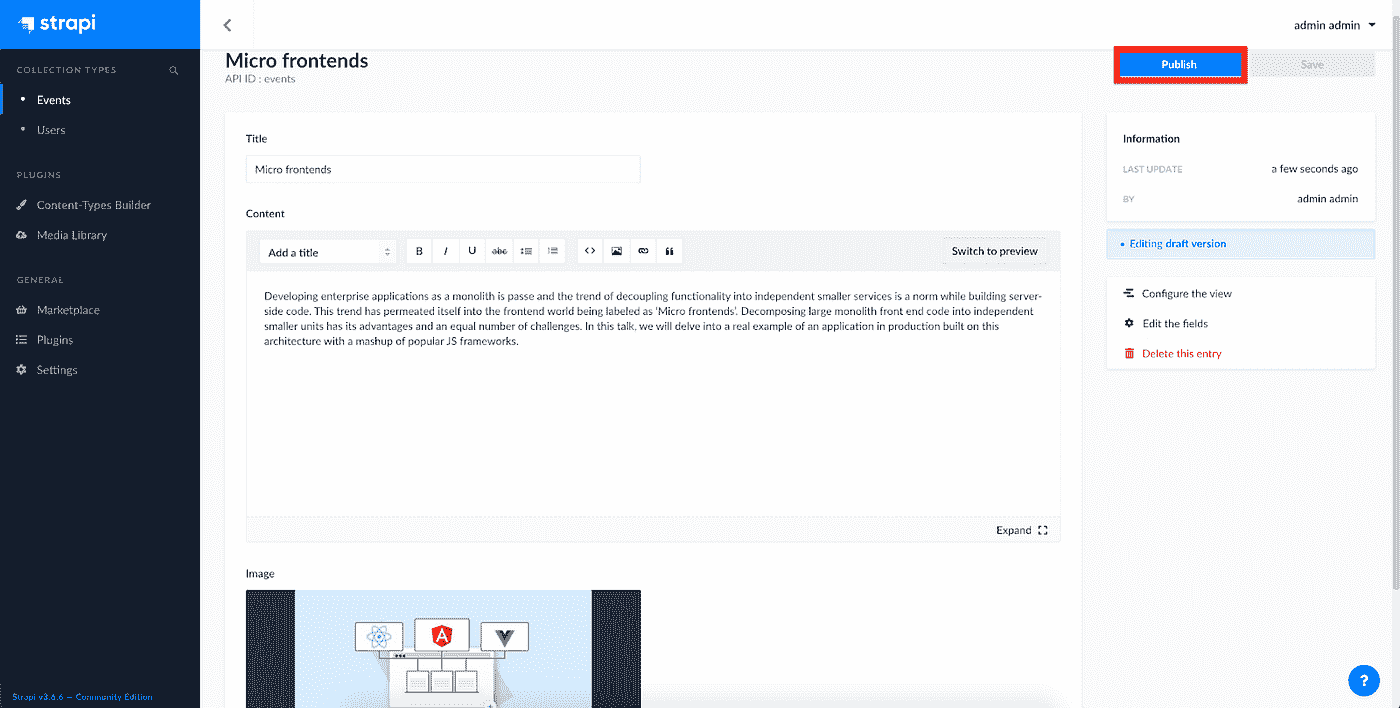 strapi
admin admin
COLLECTION TYPES
Events
Users
PLUGINS
Content-Types Builder
Media Library
GENERAL
Marketplace
Plugins
Settings
Strapi v3.6.6 — Community Edition
Micro frontends
API ID : events
Publish
Save
Title
Micro frontends
Content
Add a title
B I U abc
Switch to preview
Developing enterprise applications as a monolith is passe and the trend of decoupling functionality into independent smaller services is a norm while building server-
side code. This trend has permeated itself into the frontend world being labeled as ‘Micro frontends’. Decomposing large monolith front end code into independent
smaller units has its advantages and an equal number of challenges. In this talk, we will delve into a real example of an application in production built on this
architecture with a mashup of popular JS frameworks.
Expand
Image
A
Information
LAST UPDATE a few seconds ago
BY admin admin
• Editing draft version
Configure the view
Edit the fields
Delete this entry
?